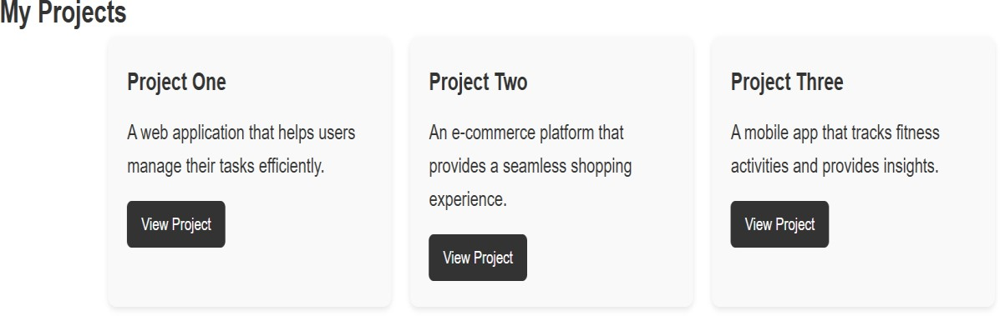 My Projects
Project One
A web application that helps users
manage their tasks efficiently.
View Project
Project Two
An e-commerce platform that
provides a seamless shopping
experience.
View Project
Project Three
A mobile app that tracks fitness
activities and provides insights.
View Project